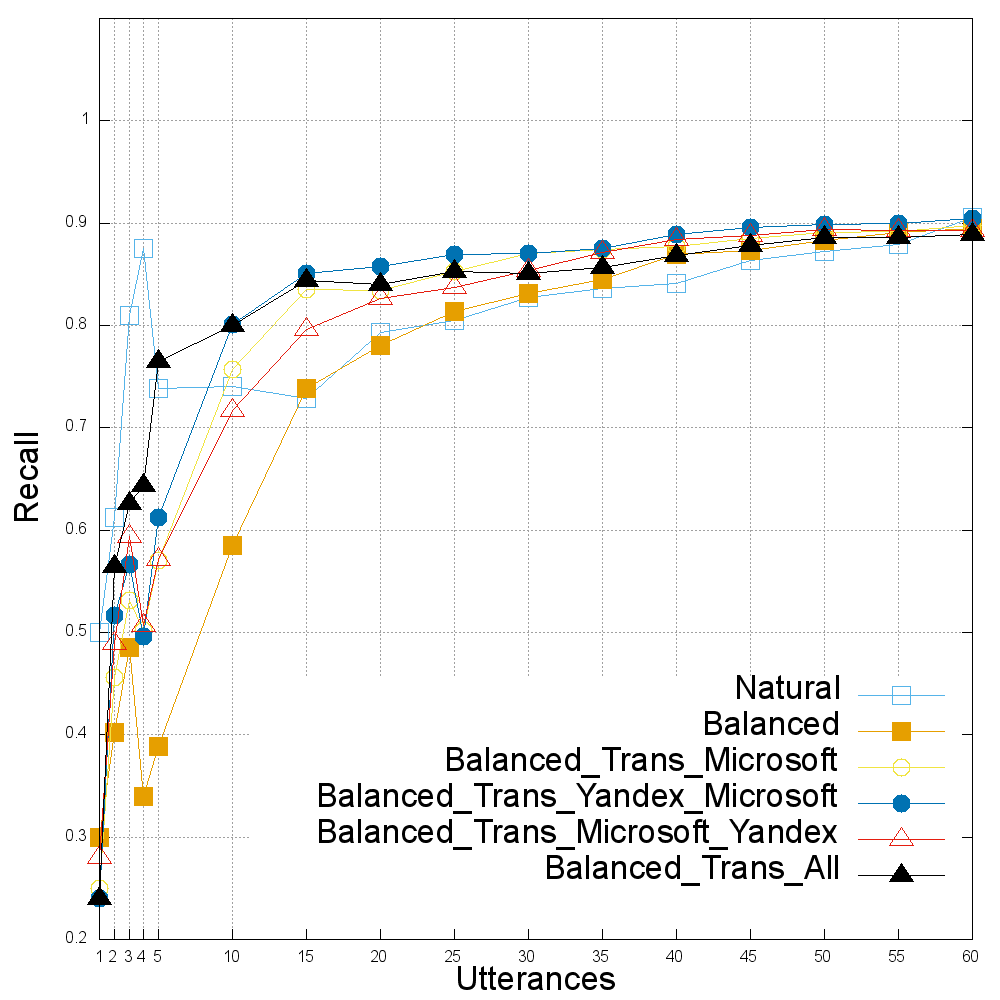 1
0.9
0.8
0.7
0.6
0.5
0.4
0.3
0.2
Recall
Natural
Balanced
Balanced_Trans_Microsoft
Balanced_Trans_Yandex_Microsoft
Balanced_Trans_Microsoft_Yandex
Balanced_Trans_All
1 2 3 4 5 10 15 20 25 30 35 40 45 50 55 60
Utterances